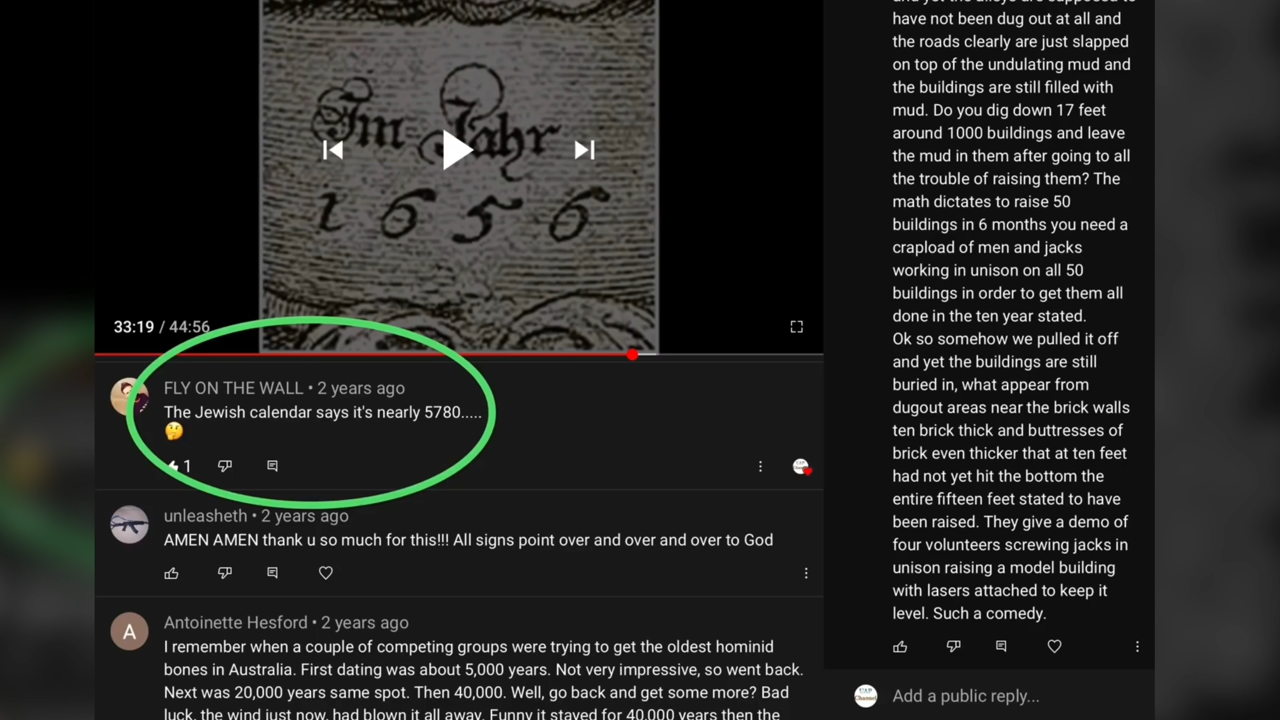 Im Jahr
1656
33:19 / 44:56
FLY ON THE WALL • 2 years ago
The Jewish calendar says it's nearly 5780.....
🤔
1
unleasheth • 2 years ago
AMEN AMEN thank u so much for this!!! All signs point over and over and over to God
A
Antoinette Hesford • 2 years ago
I remember when a couple of competing groups were trying to get the oldest hominid
bones in Australia. First dating was about 5,000 years. Not very impressive, so went back.
Next was 20,000 years same spot. Then 40,000. Well, go back and get some more? Bad
luck, the wind just now, had blown it all away. Funny it stayed for 40,000 years then the
and yet the alleys are supposed to
have not been dug out at all and
the roads clearly are just slapped
on top of the undulating mud and
the buildings are still filled with
mud. Do you dig down 17 feet
around 1000 buildings and leave
the mud in them after going to all
the trouble of raising them? The
math dictates to raise 50
buildings in 6 months you need a
crapload of men and jacks
working in unison on all 50
buildings in order to get them all
done in the ten year stated.
Ok so somehow we pulled it off
and yet the buildings are still
buried in, what appear from
dugout areas near the brick walls
ten brick thick and buttresses of
brick even thicker that at ten feet
had not yet hit the bottom the
entire fifteen feet stated to have
been raised. They give a demo of
four volunteers screwing jacks in
unison raising a model building
with lasers attached to keep it
level. Such a comedy.
UAP
Channel
Add a public reply...